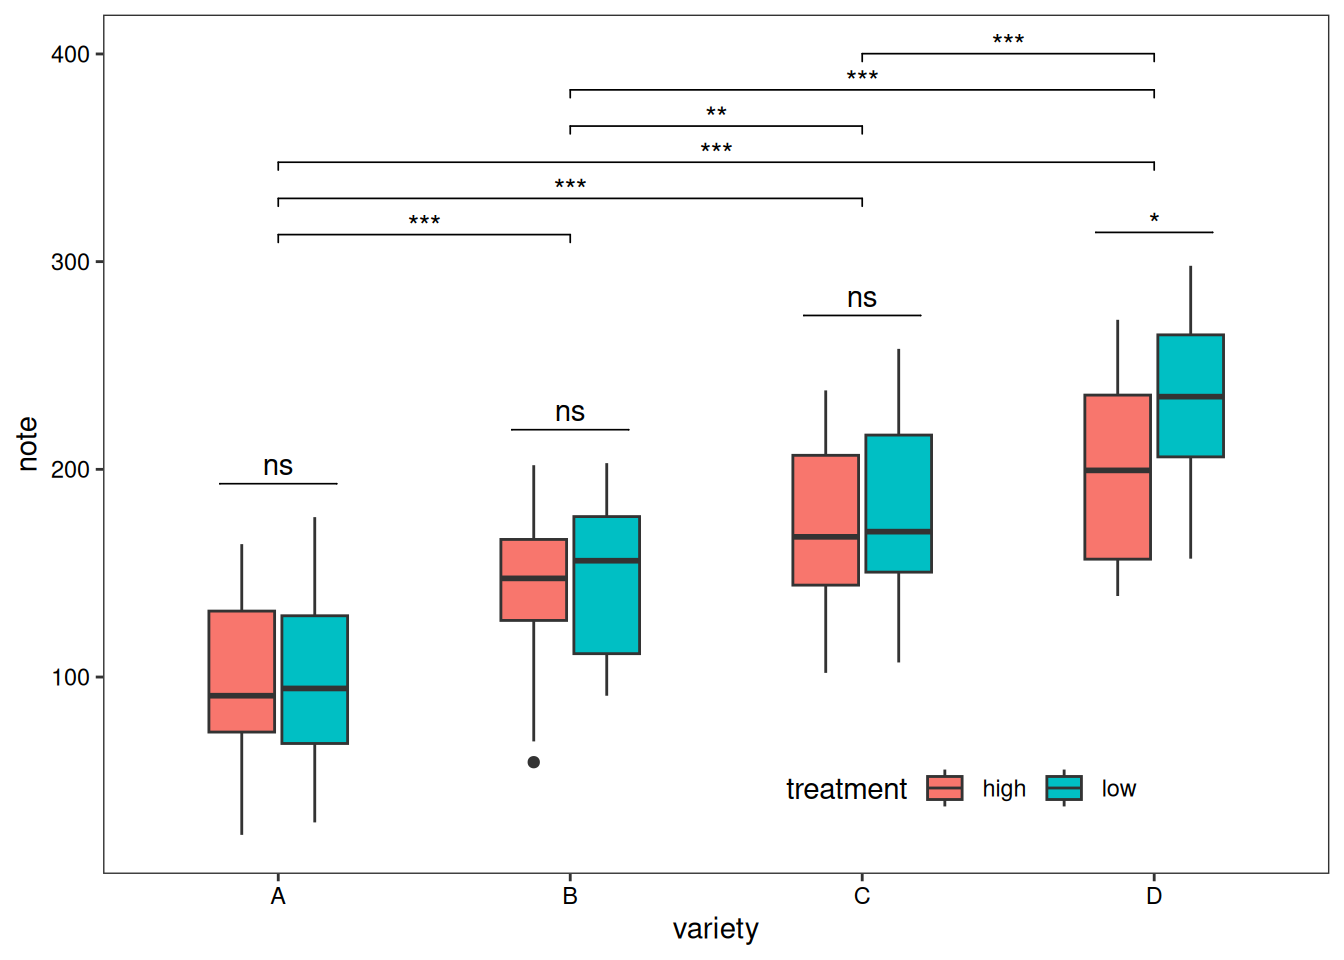 400
***
***
**
***
***
***
*
300
ns
ns
ns
200
100
note
treatment high low
A B C D
variety